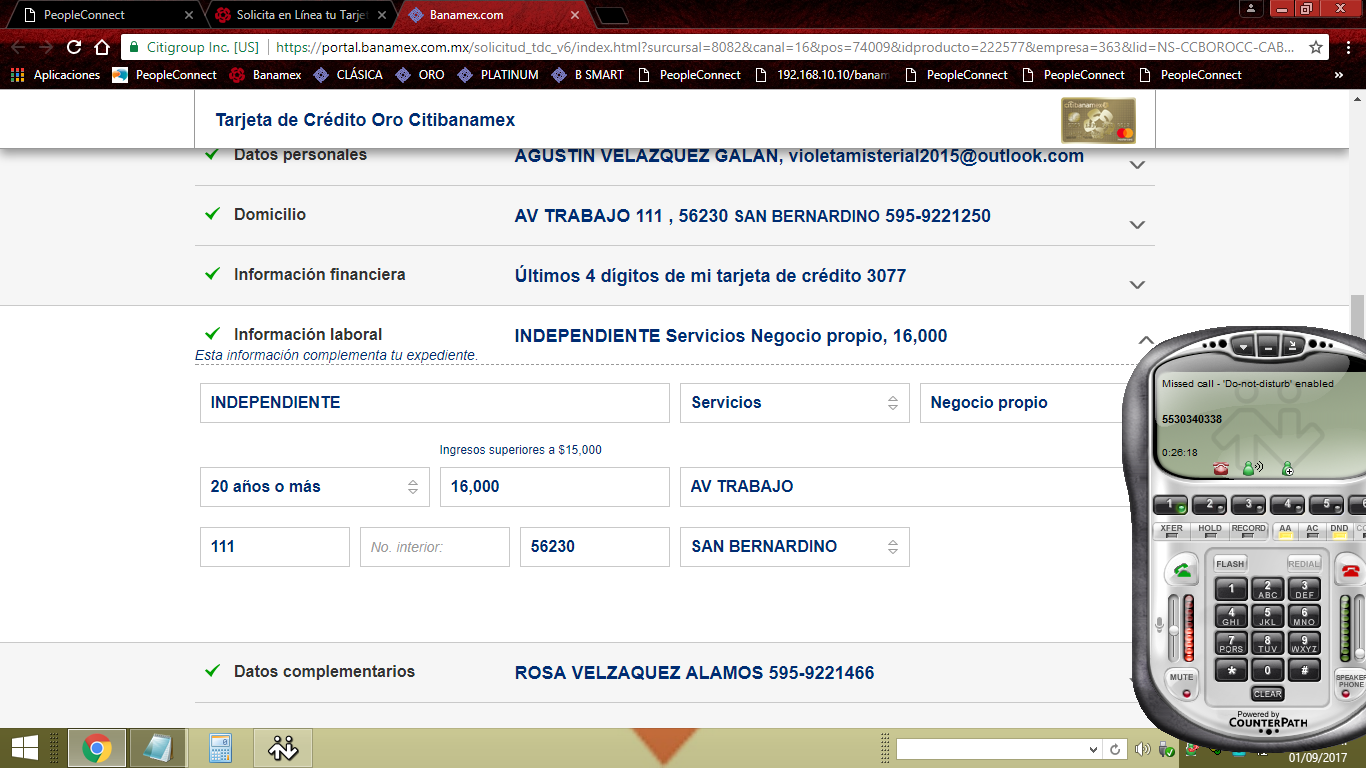 PeopleConnect
Solicita en Línea tu Tarje
Banamex.com
Citigroup Inc. [US]
https://portal.banamex.com.mx/solicitud_tdc_v6/index.html?surcursal=8082&canal=16&pos=74009&idproducto=222577&empresa=363&lid=NS-CCBOROCC-CAB...
Aplicaciones PeopleConnect Banamex CLÁSICA ORO PLATINUM B SMART PeopleConnect 192.168.10.10/banam PeopleConnect PeopleConnect PeopleConnect »
Tarjeta de Crédito Oro Citibanamex
Datos personales AGUSTIN VELAZQUEZ GALAN, violetamisterial2015@outlook.com
Domicilio AV TRABAJO 111 , 56230 SAN BERNARDINO 595-9221250
Información financiera Últimos 4 dígitos de mi tarjeta de crédito 3077
Información laboral INDEPENDIENTE Servicios Negocio propio, 16,000
Esta información complementa tu expediente.
INDEPENDIENTE Servicios Negocio propio
Ingresos superiores a $15,000
20 años o más 16,000 AV TRABAJO
111 No. interior: 56230 SAN BERNARDINO
Datos complementarios ROSA VELZAQUEZ ALAMOS 595-9221466
Missed call - 'Do-not-disturb' enabled
5530340338
0:26:18
1 2 3 4 5 6
XFER HOLD RECORD AA AC DND CO
FLASH REDIAL
1 2 ABC 3 DEF
4 GHI 5 JKL 6 MNO
7 PQRS 8 TUV 9 WXYZ
* 0 #
MUTE CLEAR SPEAKER PHONE
Powered by
COUNTERPATH
01/09/2017